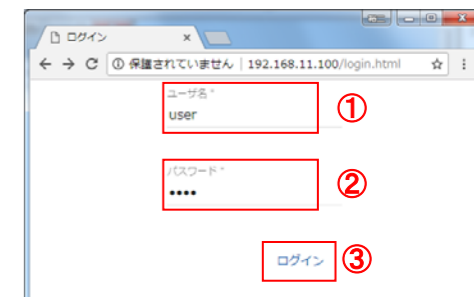 ログイン
保護されていません | 192.168.11.100/login.html
ユーザ名 *
user
①
パスワード *
••••
②
ログイン
③